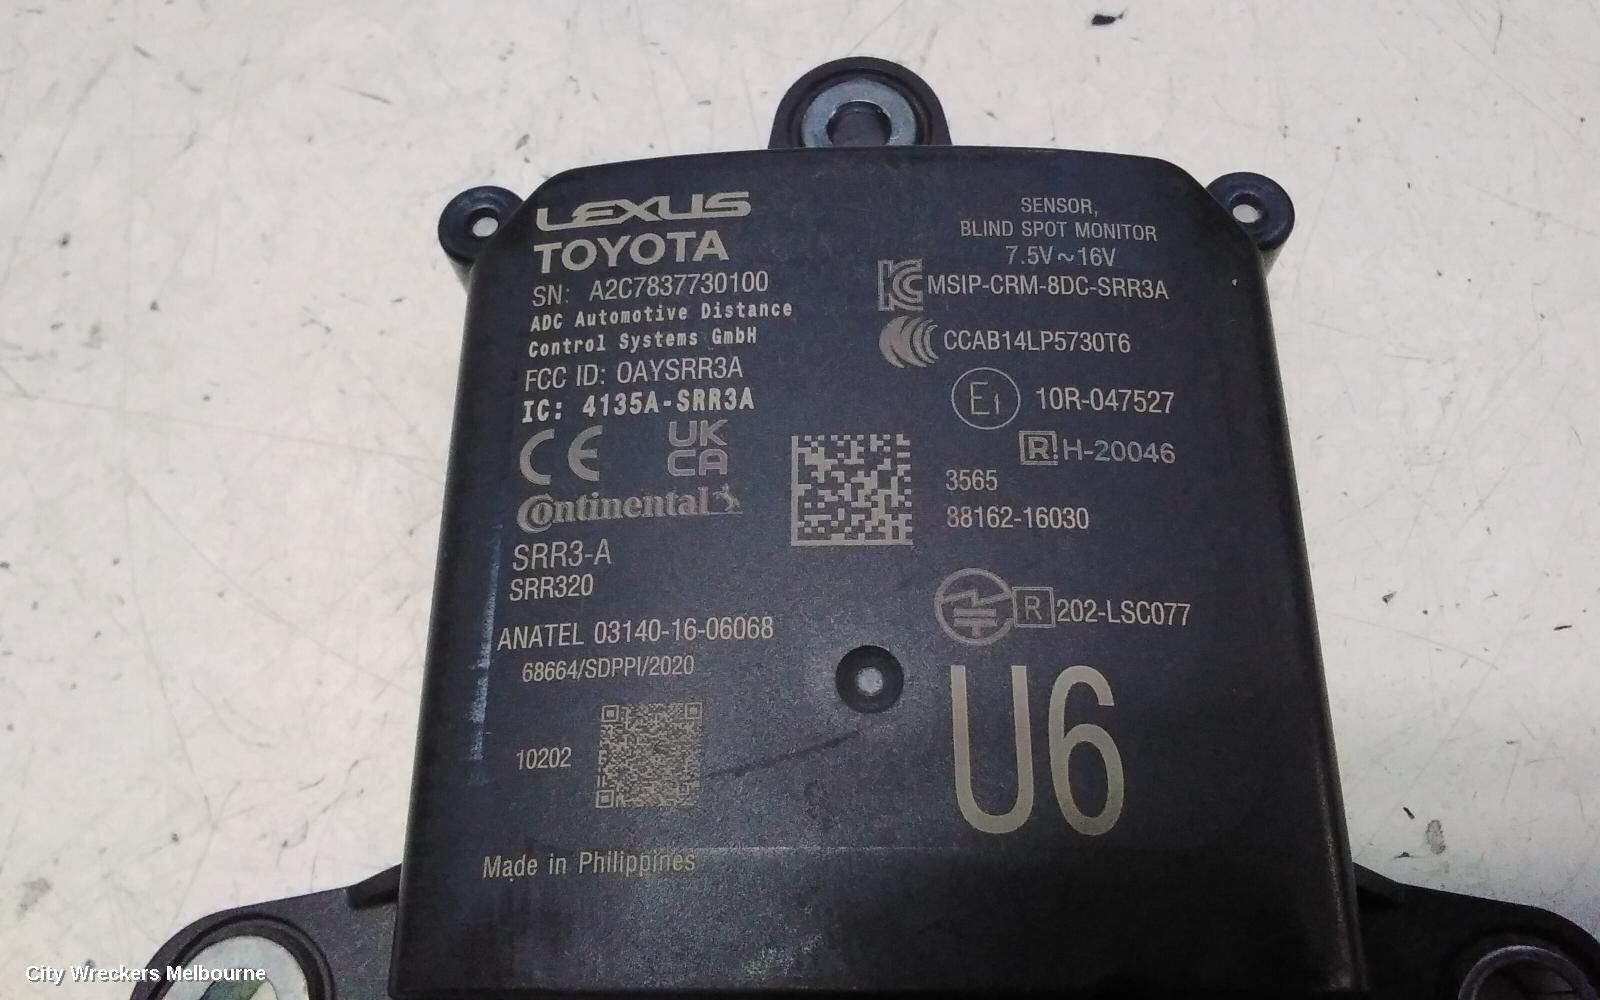 LEXUS
TOYOTA
SN: A2C7837730100
ADC Automotive Distance
Control Systems GmbH
FCC ID: OAYSRR3A
IC: 4135A-SRR3A
CE UK
CA
Continental
SRR3-A
SRR320
ANATEL 03140-16-06068
68664/SDPPI/2020
10202
Made in Philippines
SENSOR,
BLIND SPOT MONITOR
7.5V~16V
MSIP-CRM-8DC-SRR3A
CCAB14LP5730T6
E1 10R-047527
R H-20046
3565
88162-16030
R 202-LSC077
U6
City Wreckers Melbourne